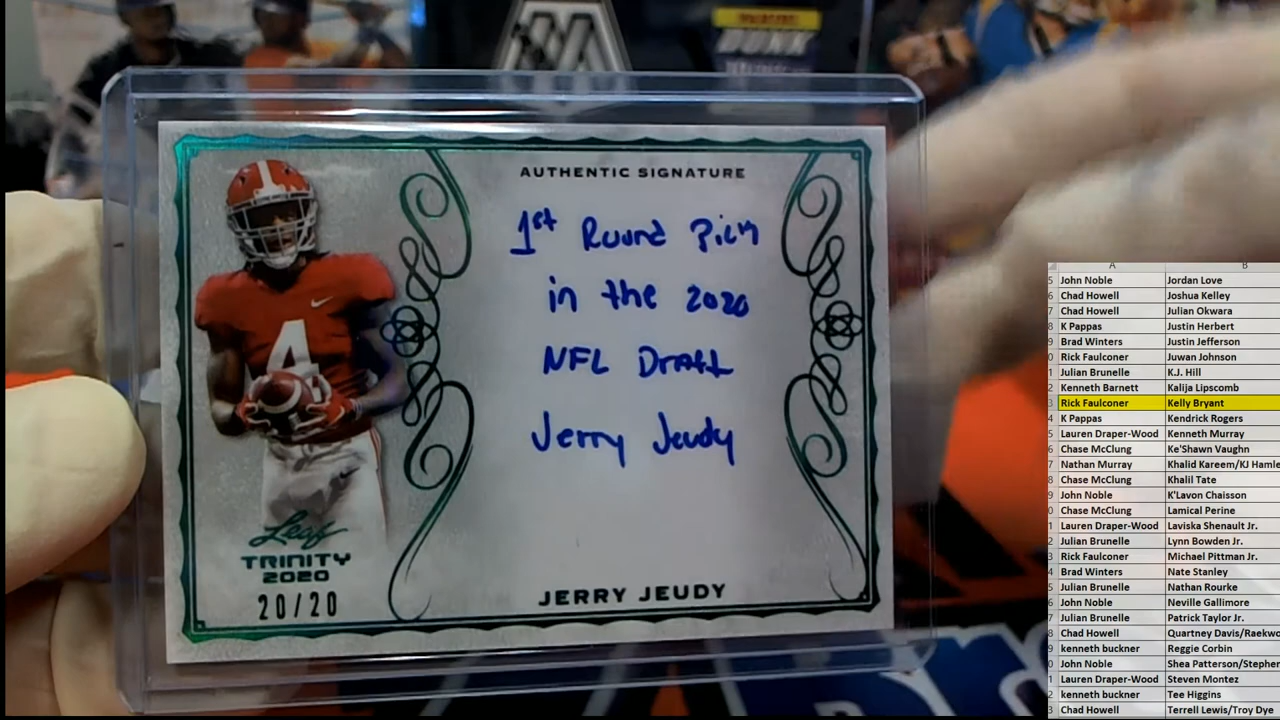 AUTHENTIC SIGNATURE
1st Round Pick
in the 2020
NFL Draft
Jerry Jeudy
4
Leaf
TRINITY
2020
20/20
JERRY JEUDY
A B
John Noble Jordan Love
Chad Howell Joshua Kelley
Chad Howell Julian Okwara
K Pappas Justin Herbert
Brad Winters Justin Jefferson
Rick Faulconer Juwan Johnson
Julian Brunelle K.J. Hill
Kenneth Barnett Kalija Lipscomb
Rick Faulconer Kelly Bryant
K Pappas Kendrick Rogers
Lauren Draper-Wood Kenneth Murray
Chase McClung Ke'Shawn Vaughn
Nathan Murray Khalid Kareem/KJ Hamle
Chase McClung Khalil Tate
John Noble K'Lavon Chaisson
Chase McClung Lamical Perine
Lauren Draper-Wood Laviska Shenault Jr.
Julian Brunelle Lynn Bowden Jr.
Rick Faulconer Michael Pittman Jr.
Brad Winters Nate Stanley
Julian Brunelle Nathan Rourke
John Noble Neville Gallimore
Julian Brunelle Patrick Taylor Jr.
Chad Howell Quartney Davis/Raekwo
kenneth buckner Reggie Corbin
John Noble Shea Patterson/Stephen
Lauren Draper-Wood Steven Montez
kenneth buckner Tee Higgins
Chad Howell Terrell Lewis/Troy Dye